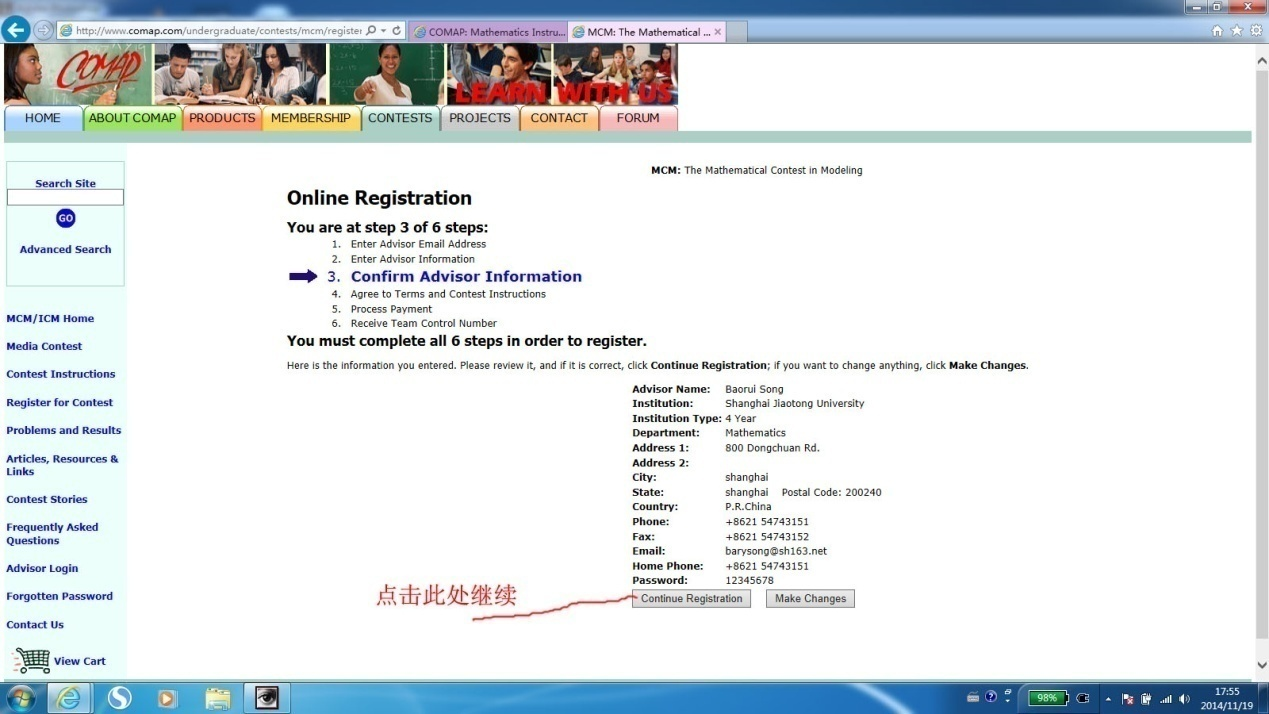 http://www.comap.com/undergraduate/contests/mcm/register
COMAP: Mathematics Instru...
MCM: The Mathematical ...
COMAP
LEARN WITH US
HOME
ABOUT COMAP
PRODUCTS
MEMBERSHIP
CONTESTS
PROJECTS
CONTACT
FORUM
MCM: The Mathematical Contest in Modeling
Search Site
GO
Advanced Search
MCM/ICM Home
Media Contest
Contest Instructions
Register for Contest
Problems and Results
Articles, Resources &
Links
Contest Stories
Frequently Asked
Questions
Advisor Login
Forgotten Password
Contact Us
View Cart
Online Registration
You are at step 3 of 6 steps:
1. Enter Advisor Email Address
2. Enter Advisor Information
3. Confirm Advisor Information
4. Agree to Terms and Contest Instructions
5. Process Payment
6. Receive Team Control Number
You must complete all 6 steps in order to register.
Here is the information you entered. Please review it, and if it is correct, click Continue Registration; if you want to change anything, click Make Changes.
Advisor Name: Baorui Song
Institution: Shanghai Jiaotong University
Institution Type: 4 Year
Department: Mathematics
Address 1: 800 Dongchuan Rd.
Address 2:
City: shanghai
State: shanghai Postal Code: 200240
Country: P.R.China
Phone: +8621 54743151
Fax: +8621 54743152
Email: barysong@sh163.net
Home Phone: +8621 54743151
Password: 12345678
点击此处继续
Continue Registration
Make Changes
98%
17:55
2014/11/19